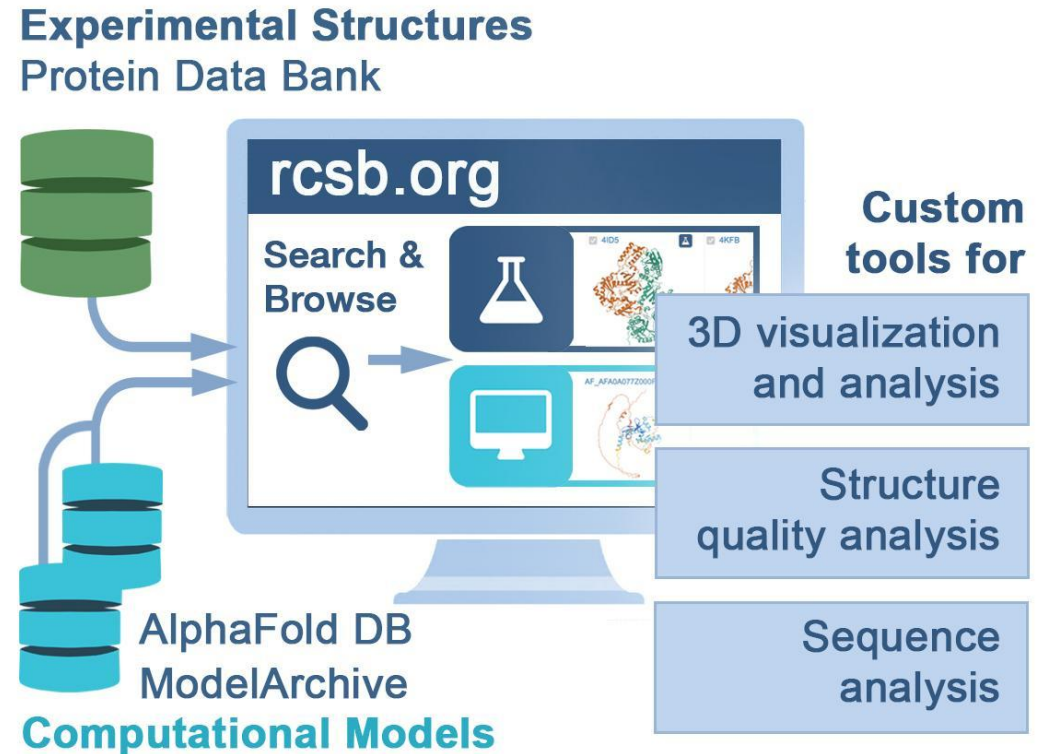 Experimental Structures
Protein Data Bank
rcsb.org
Search &
Browse
4ID5
4KFB
Custom
tools for
3D visualization
and analysis
Structure
quality analysis
Sequence
analysis
AlphaFold DB
ModelArchive
Computational Models